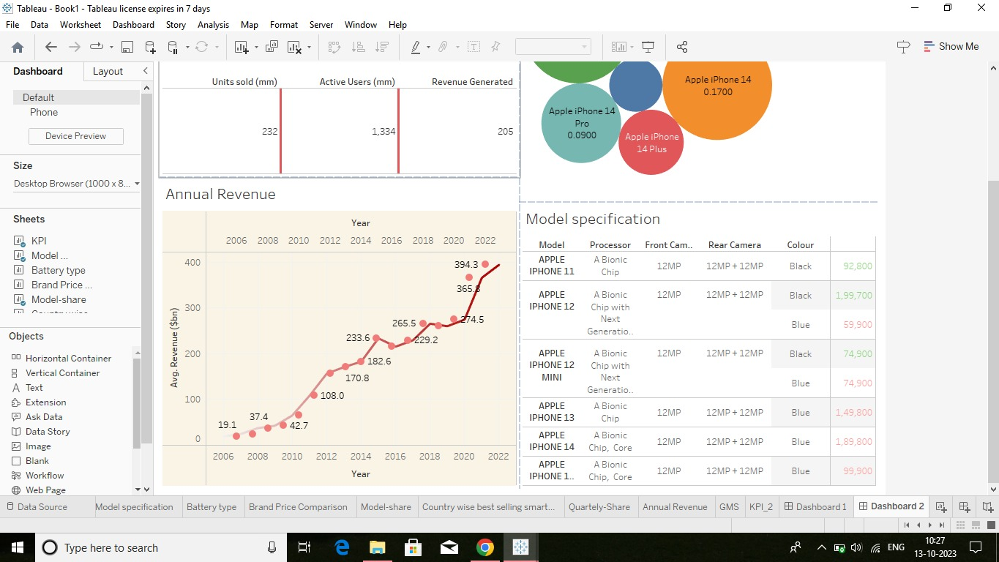 Tableau - Book1 - Tableau license expires in 7 days
File Data Worksheet Dashboard Story Analysis Map Format Server Window Help
Show Me
Dashboard Layout
Default
Phone
Device Preview
Size
Desktop Browser (1000 x 8...
Sheets
KPI
Model ...
Battery type
Brand Price ...
Model-share
Objects
Horizontal Container
Vertical Container
Text
Extension
Ask Data
Data Story
Image
Blank
Workflow
Web Page
Units sold (mm) Active Users (mm) Revenue Generated
232 1,334 205
Apple iPhone 14
0.1700
Apple iPhone 14
Pro
0.0900
Apple iPhone
14 Plus
Annual Revenue
Year
2006 2008 2010 2012 2014 2016 2018 2020 2022
Avg. Revenue ($bn)
400
300
200
100
0
394.3
365.8
274.5
265.5
229.2
233.6
182.6
170.8
108.0
37.4
42.7
19.1
2006 2008 2010 2012 2014 2016 2018 2020 2022
Year
Model specification
Model Processor Front Cam.. Rear Camera Colour
APPLE IPHONE 11 A Bionic Chip 12MP 12MP + 12MP Black 92,800
APPLE IPHONE 12 A Bionic Chip with Next Generatio.. 12MP 12MP + 12MP Black 1,99,700
Blue 59,900
APPLE IPHONE 12 MINI A Bionic Chip with Next Generatio.. 12MP 12MP + 12MP Black 74,900
Blue 74,900
APPLE IPHONE 13 A Bionic Chip 12MP 12MP + 12MP Blue 1,49,800
APPLE IPHONE 14 A Bionic Chip, Core 12MP 12MP + 12MP Blue 1,89,800
APPLE IPHONE 1.. A Bionic Chip, Core 12MP 12MP + 12MP Blue 99,900
Data Source Model specification Battery type Brand Price Comparison Model-share Country wise best selling smart... Quartely-Share Annual Revenue GMS KPI_2 Dashboard 1 Dashboard 2
Type here to search
ENG
10:27
13-10-2023